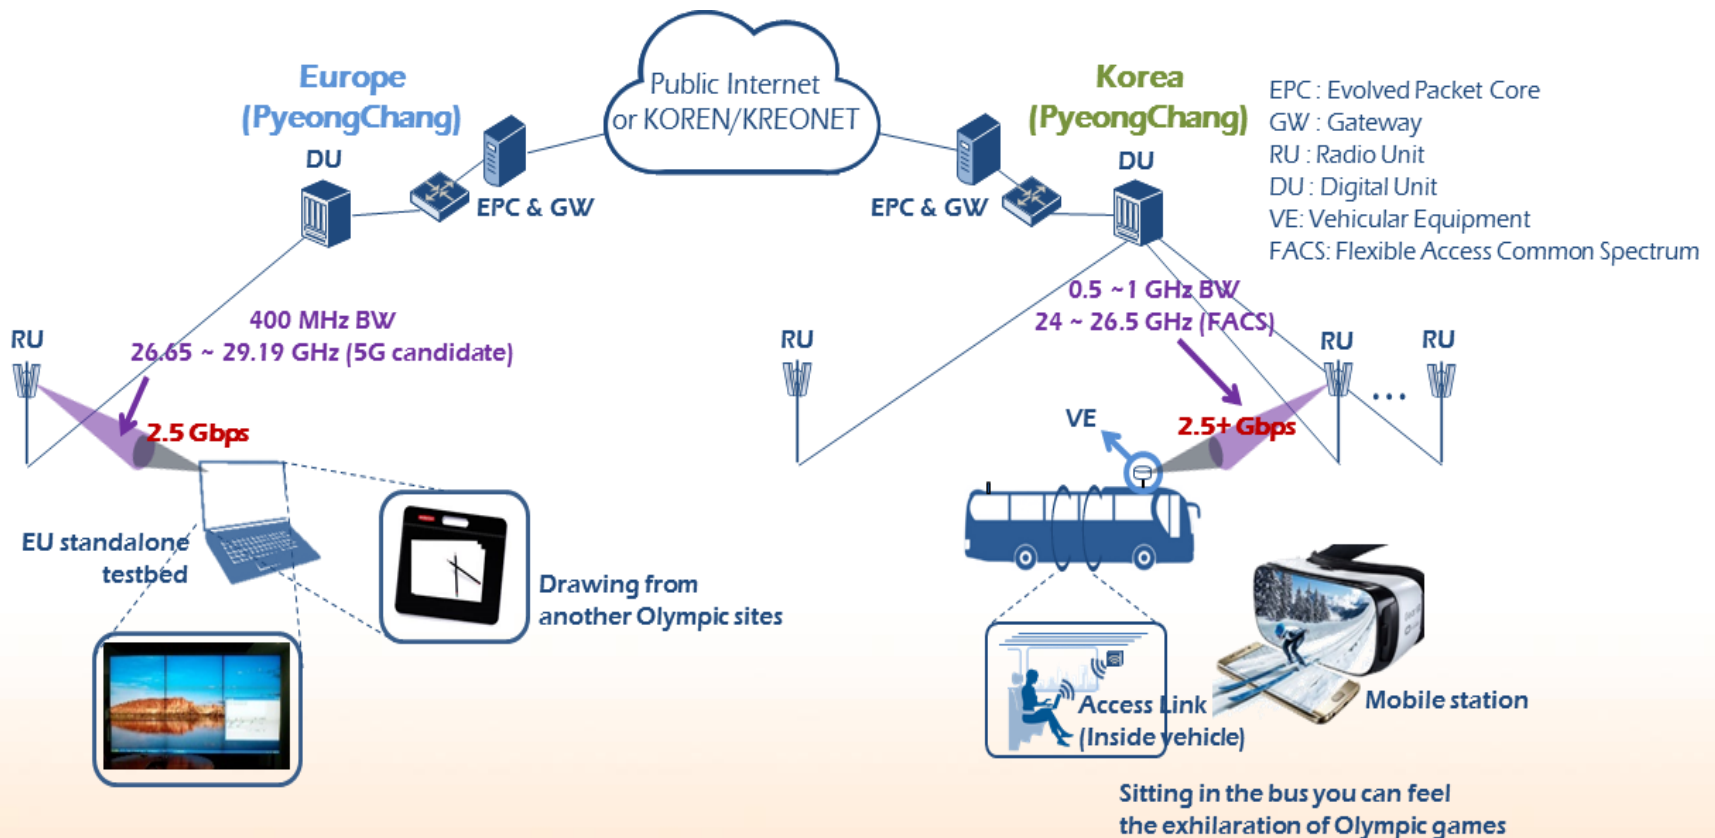 Public Internet
or KOREN/KREONET
Europe
(PyeongChang)
DU
EPC & GW
Korea
(PyeongChang)
DU
EPC & GW
EPC : Evolved Packet Core
GW : Gateway
RU : Radio Unit
DU : Digital Unit
VE: Vehicular Equipment
FACS: Flexible Access Common Spectrum
400 MHz BW
26.65 ~ 29.19 GHz (5G candidate)
RU
2.5 Gbps
EU standalone
testbed
Drawing from
another Olympic sites
0.5 ~1 GHz BW
24 ~ 26.5 GHz (FACS)
RU
RU
...
RU
VE
2.5+ Gbps
Access Link
(Inside vehicle)
Mobile station
Sitting in the bus you can feel
the exhilaration of Olympic games